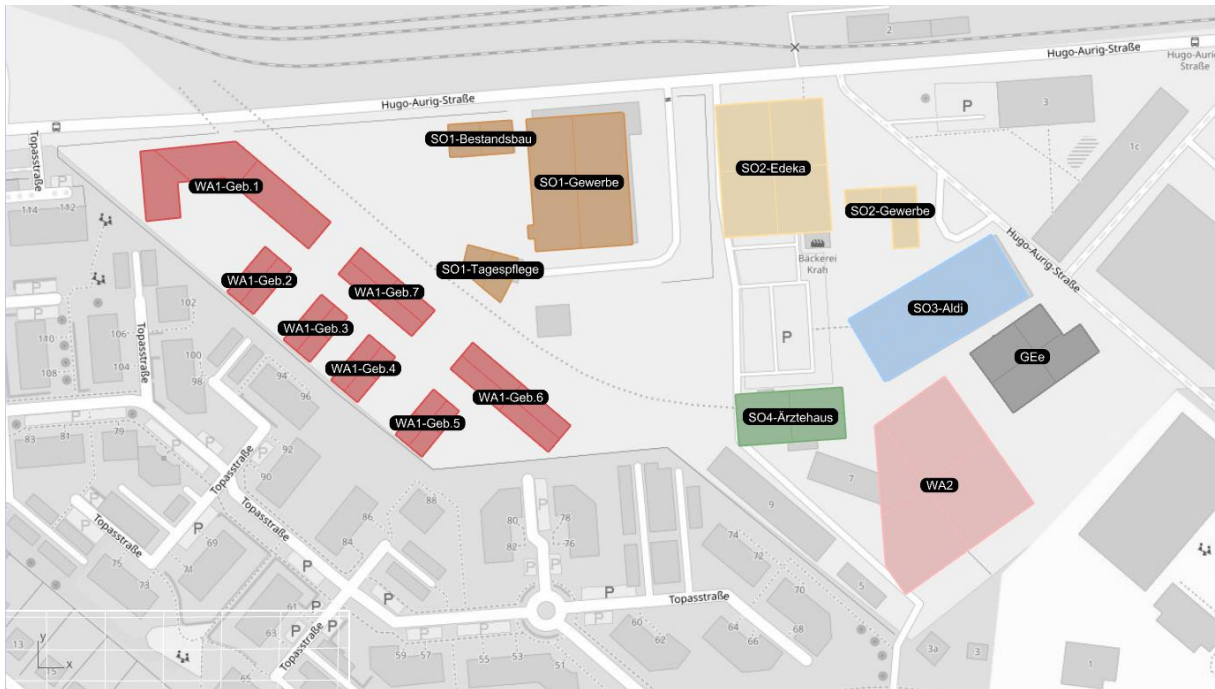 2
Hugo-Aurig-Straße
Hugo-Aurig-
Straße
Hugo-Aurig-Straße
P
3
1c
Topasstraße
SO1-Bestandsbau
SO2-Edeka
SO1-Gewerbe
WA1-Geb.1
P
114
112
SO2-Gewerbe
Hugo-Aurig-Straße
Bäckerei
Krah
SO1-Tagespflege
WA1-Geb.2
WA1-Geb.7
102
SO3-Aldi
WA1-Geb.3
106
110
Topasstraße
P
GEe
100
104
108
98
94
96
WA1-Geb.4
WA1-Geb.6
WA1-Geb.5
SO4-Ärztehaus
P
P
83
81
79
P
92
90
Topasstraße
7
WA2
88
80
78
9
Topasstraße
Topasstraße
86
84
P
82
76
74
72
69
71
75
73
P
P
5
70
68
P
61
P
Topasstraße
60
62
64
66
63
P
P
P
P
Topasstraße
59
57
55
53
51
13
15
65
3a
3
1
y
x